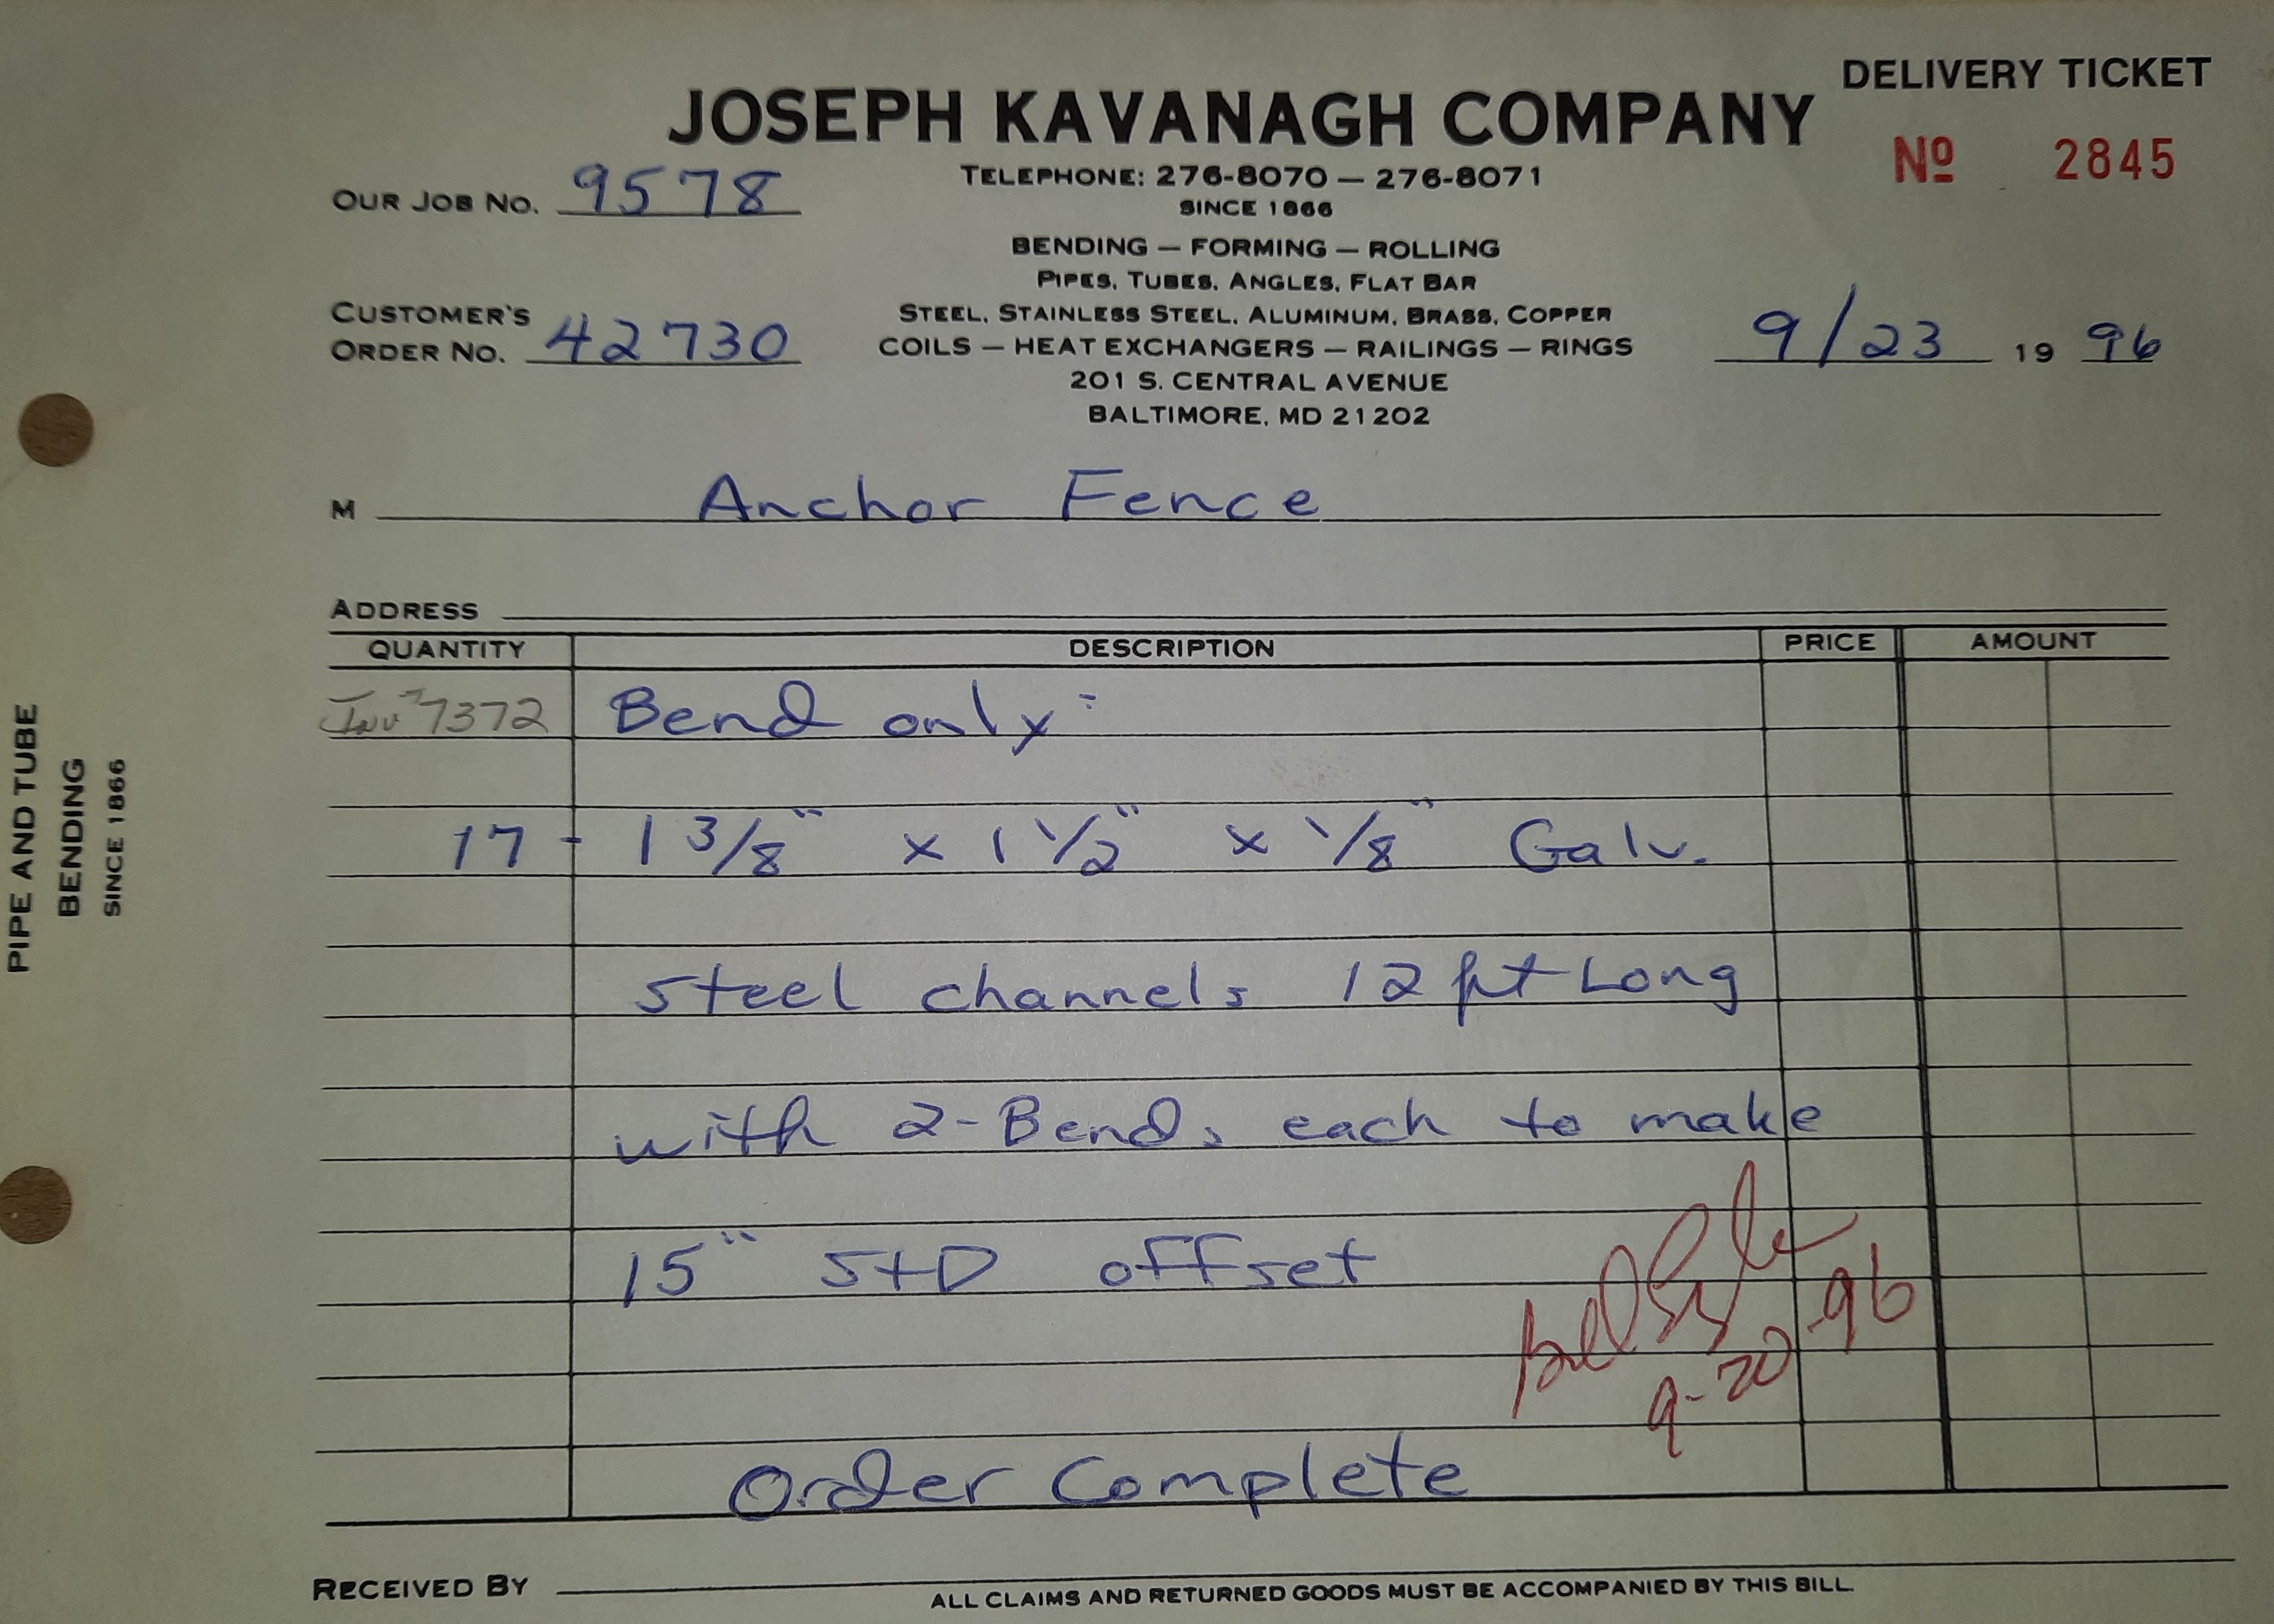 DELIVERY TICKET
JOSEPH KAVANAGH COMPANY
Nº 2845
TELEPHONE: 276-8070 — 276-8071
OUR JOB NO. 9578
SINCE 1866
BENDING — FORMING — ROLLING
PIPES, TUBES, ANGLES, FLAT BAR
CUSTOMER'S
ORDER NO. 42730
STEEL, STAINLESS STEEL, ALUMINUM, BRASS, COPPER
COILS — HEAT EXCHANGERS — RAILINGS — RINGS
9/23 19 96
201 S. CENTRAL AVENUE
BALTIMORE, MD 21202
M Anchor Fence
ADDRESS
QUANTITY DESCRIPTION PRICE AMOUNT
Inv 7372 Bend only:
17 - 1 3/8" x 1 1/2" x 1/8" Galv.
steel channels 12 ft Long
with 2-Bends each to make
15" StD offset
9-20-96
Order Complete
RECEIVED BY
ALL CLAIMS AND RETURNED GOODS MUST BE ACCOMPANIED BY THIS BILL
PIPE AND TUBE
BENDING
SINCE 1866